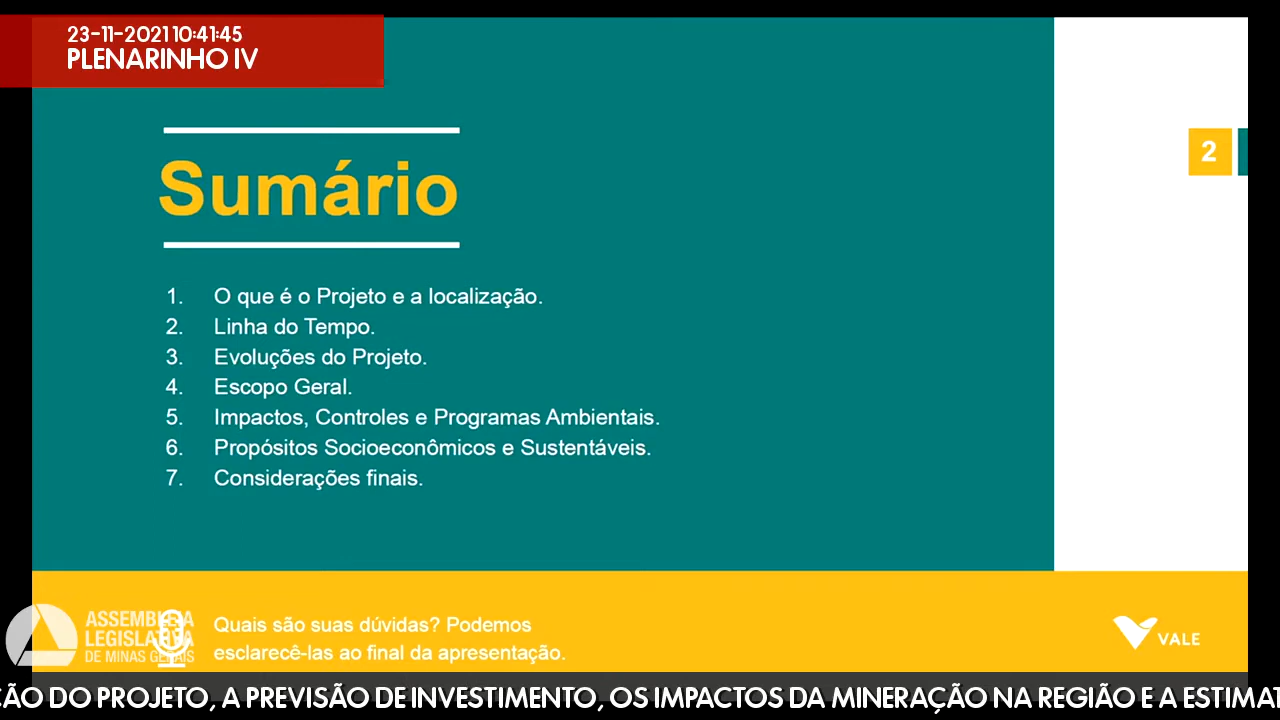 23-11-2021 10:41:45
PLENARINHO IV
2
Sumário
1. O que é o Projeto e a localização.
2. Linha do Tempo.
3. Evoluções do Projeto.
4. Escopo Geral.
5. Impactos, Controles e Programas Ambientais.
6. Propósitos Socioeconômicos e Sustentáveis.
7. Considerações finais.
ASSEMBLEIA
LEGISLATIVA
DE MINAS GERAIS
Quais são suas dúvidas? Podemos
esclarecê-las ao final da apresentação.
VALE
ÇÃO DO PROJETO, A PREVISÃO DE INVESTIMENTO, OS IMPACTOS DA MINERAÇÃO NA REGIÃO E A ESTIMAT